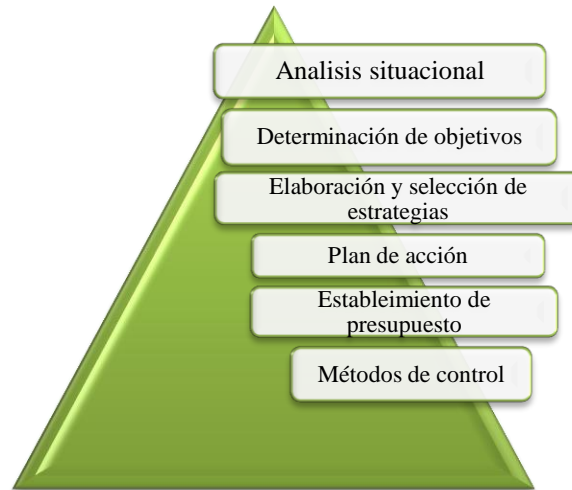 Analisis situacional
Determinación de objetivos
Elaboración y selección de
estrategias
Plan de acción
Estableimiento de
presupuesto
Métodos de control